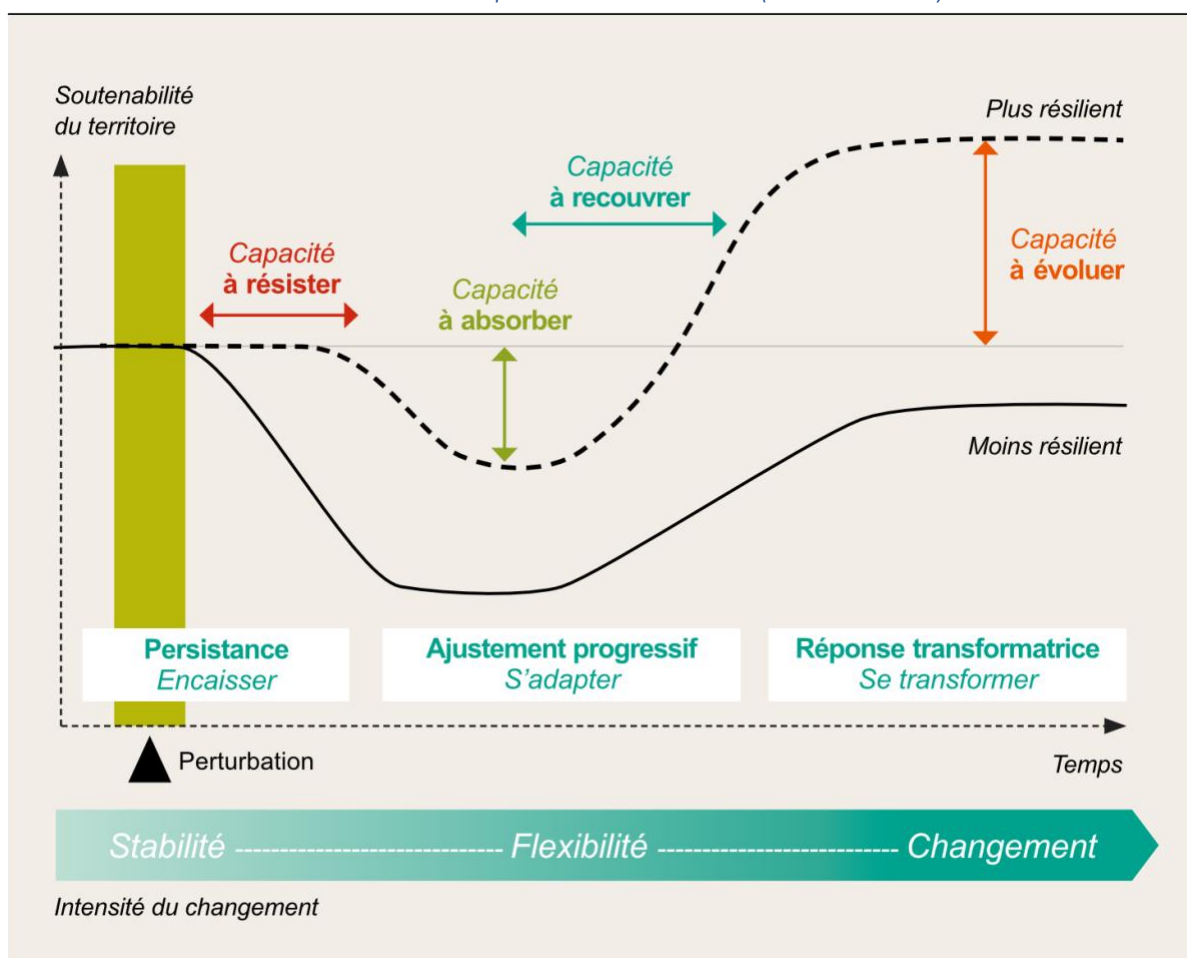 Soutenabilité
du territoire
Plus résilient
Capacité
à recouvrer
Capacité
à résister
Capacité
à absorber
Capacité
à évoluer
Moins résilient
Persistance
Encaisser
Ajustement progressif
S'adapter
Réponse transformatrice
Se transformer
Perturbation
Temps
Stabilité ------------------------- Flexibilité ------------------------- Changement
Intensité du changement